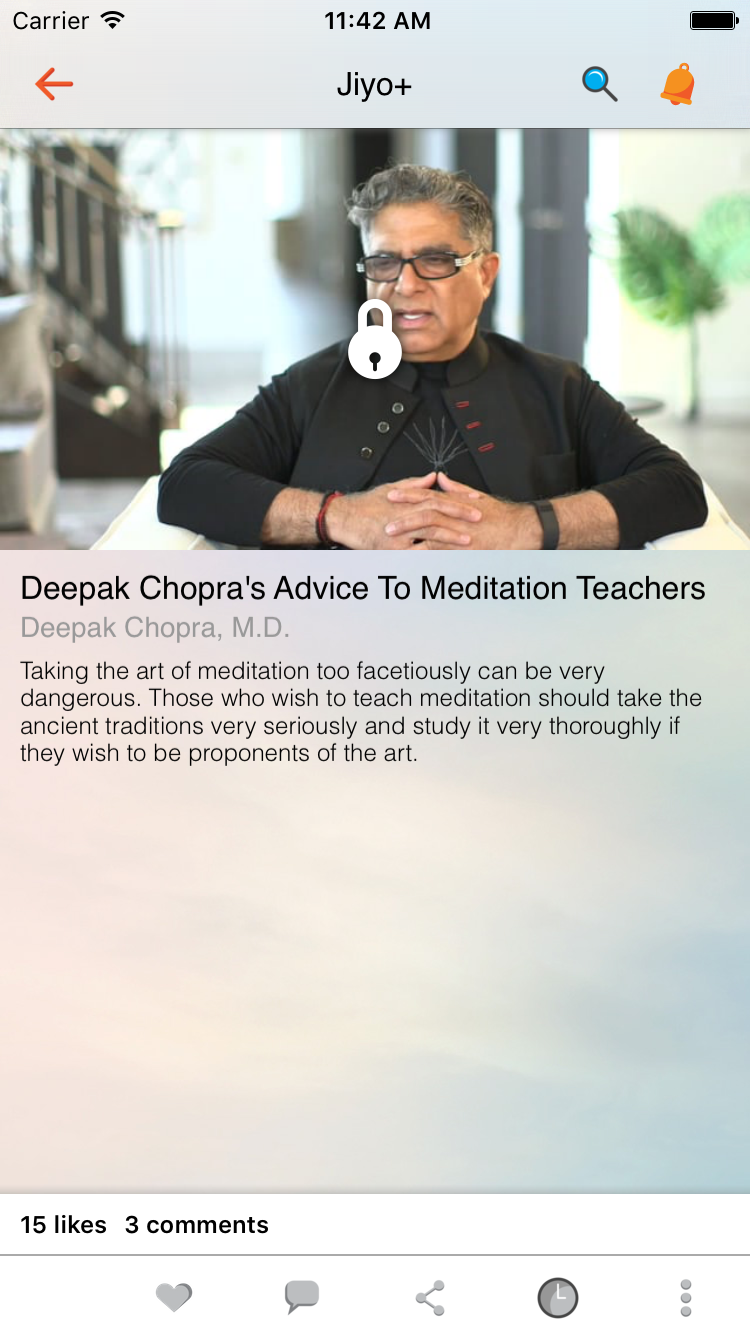 Carrier 11:42 AM
Jiyo+
Deepak Chopra's Advice To Meditation Teachers
Deepak Chopra, M.D.
Taking the art of meditation too facetiously can be very
dangerous. Those who wish to teach meditation should take the
ancient traditions very seriously and study it very thoroughly if
they wish to be proponents of the art.
15 likes 3 comments